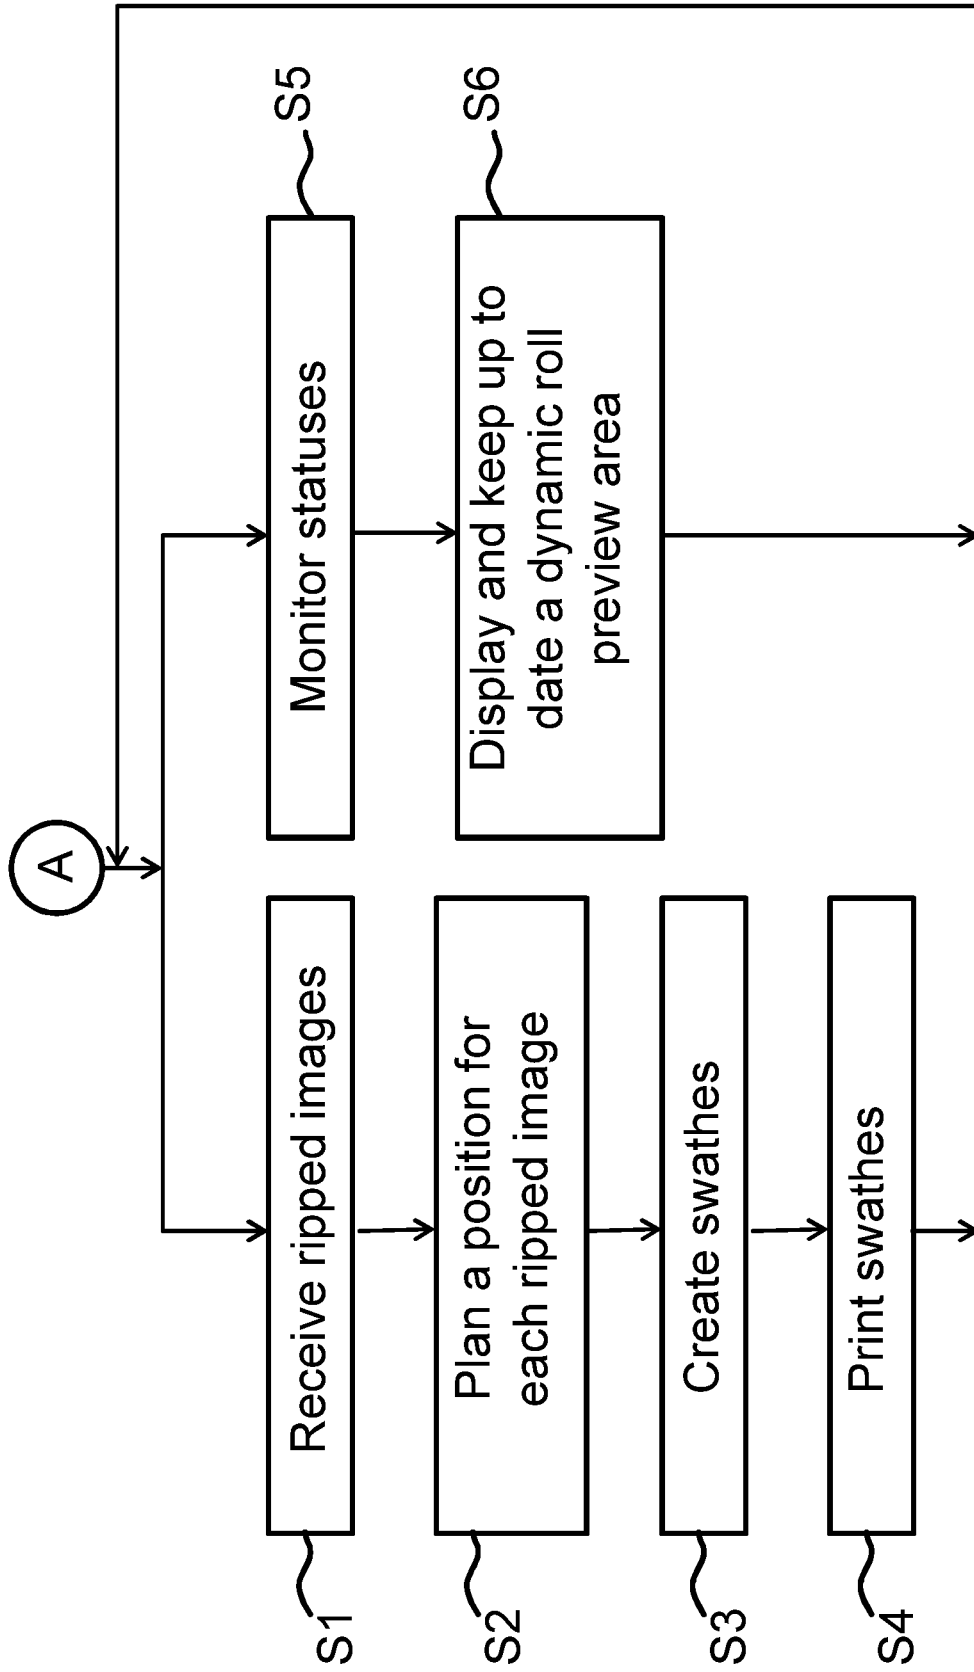 A
S1
Receive ripped images
S2
Plan a position for
each ripped image
S3
Create swathes
S4
Print swathes
Monitor statuses
S5
Display and keep up to
date a dynamic roll
preview area
S6